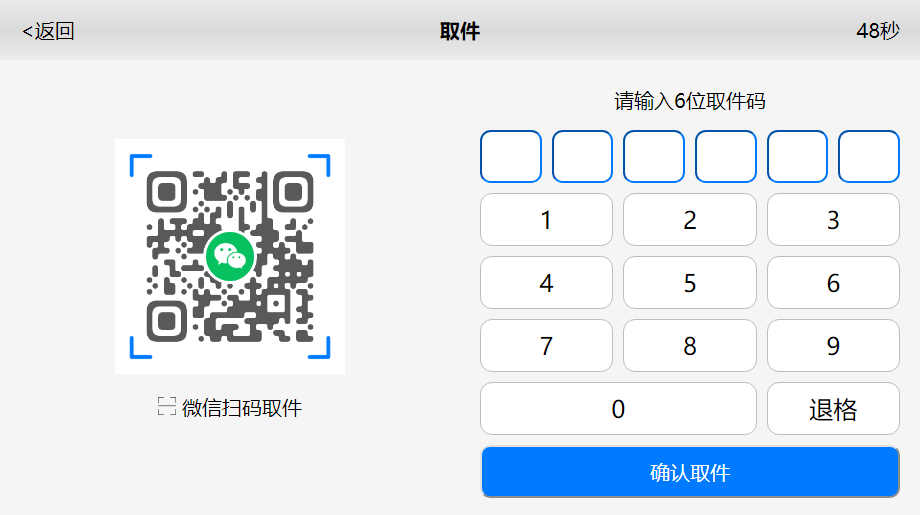 <返回
取件
48秒
请输入6位取件码
1 2 3
4 5 6
7 8 9
0 退格
确认取件
微信扫码取件